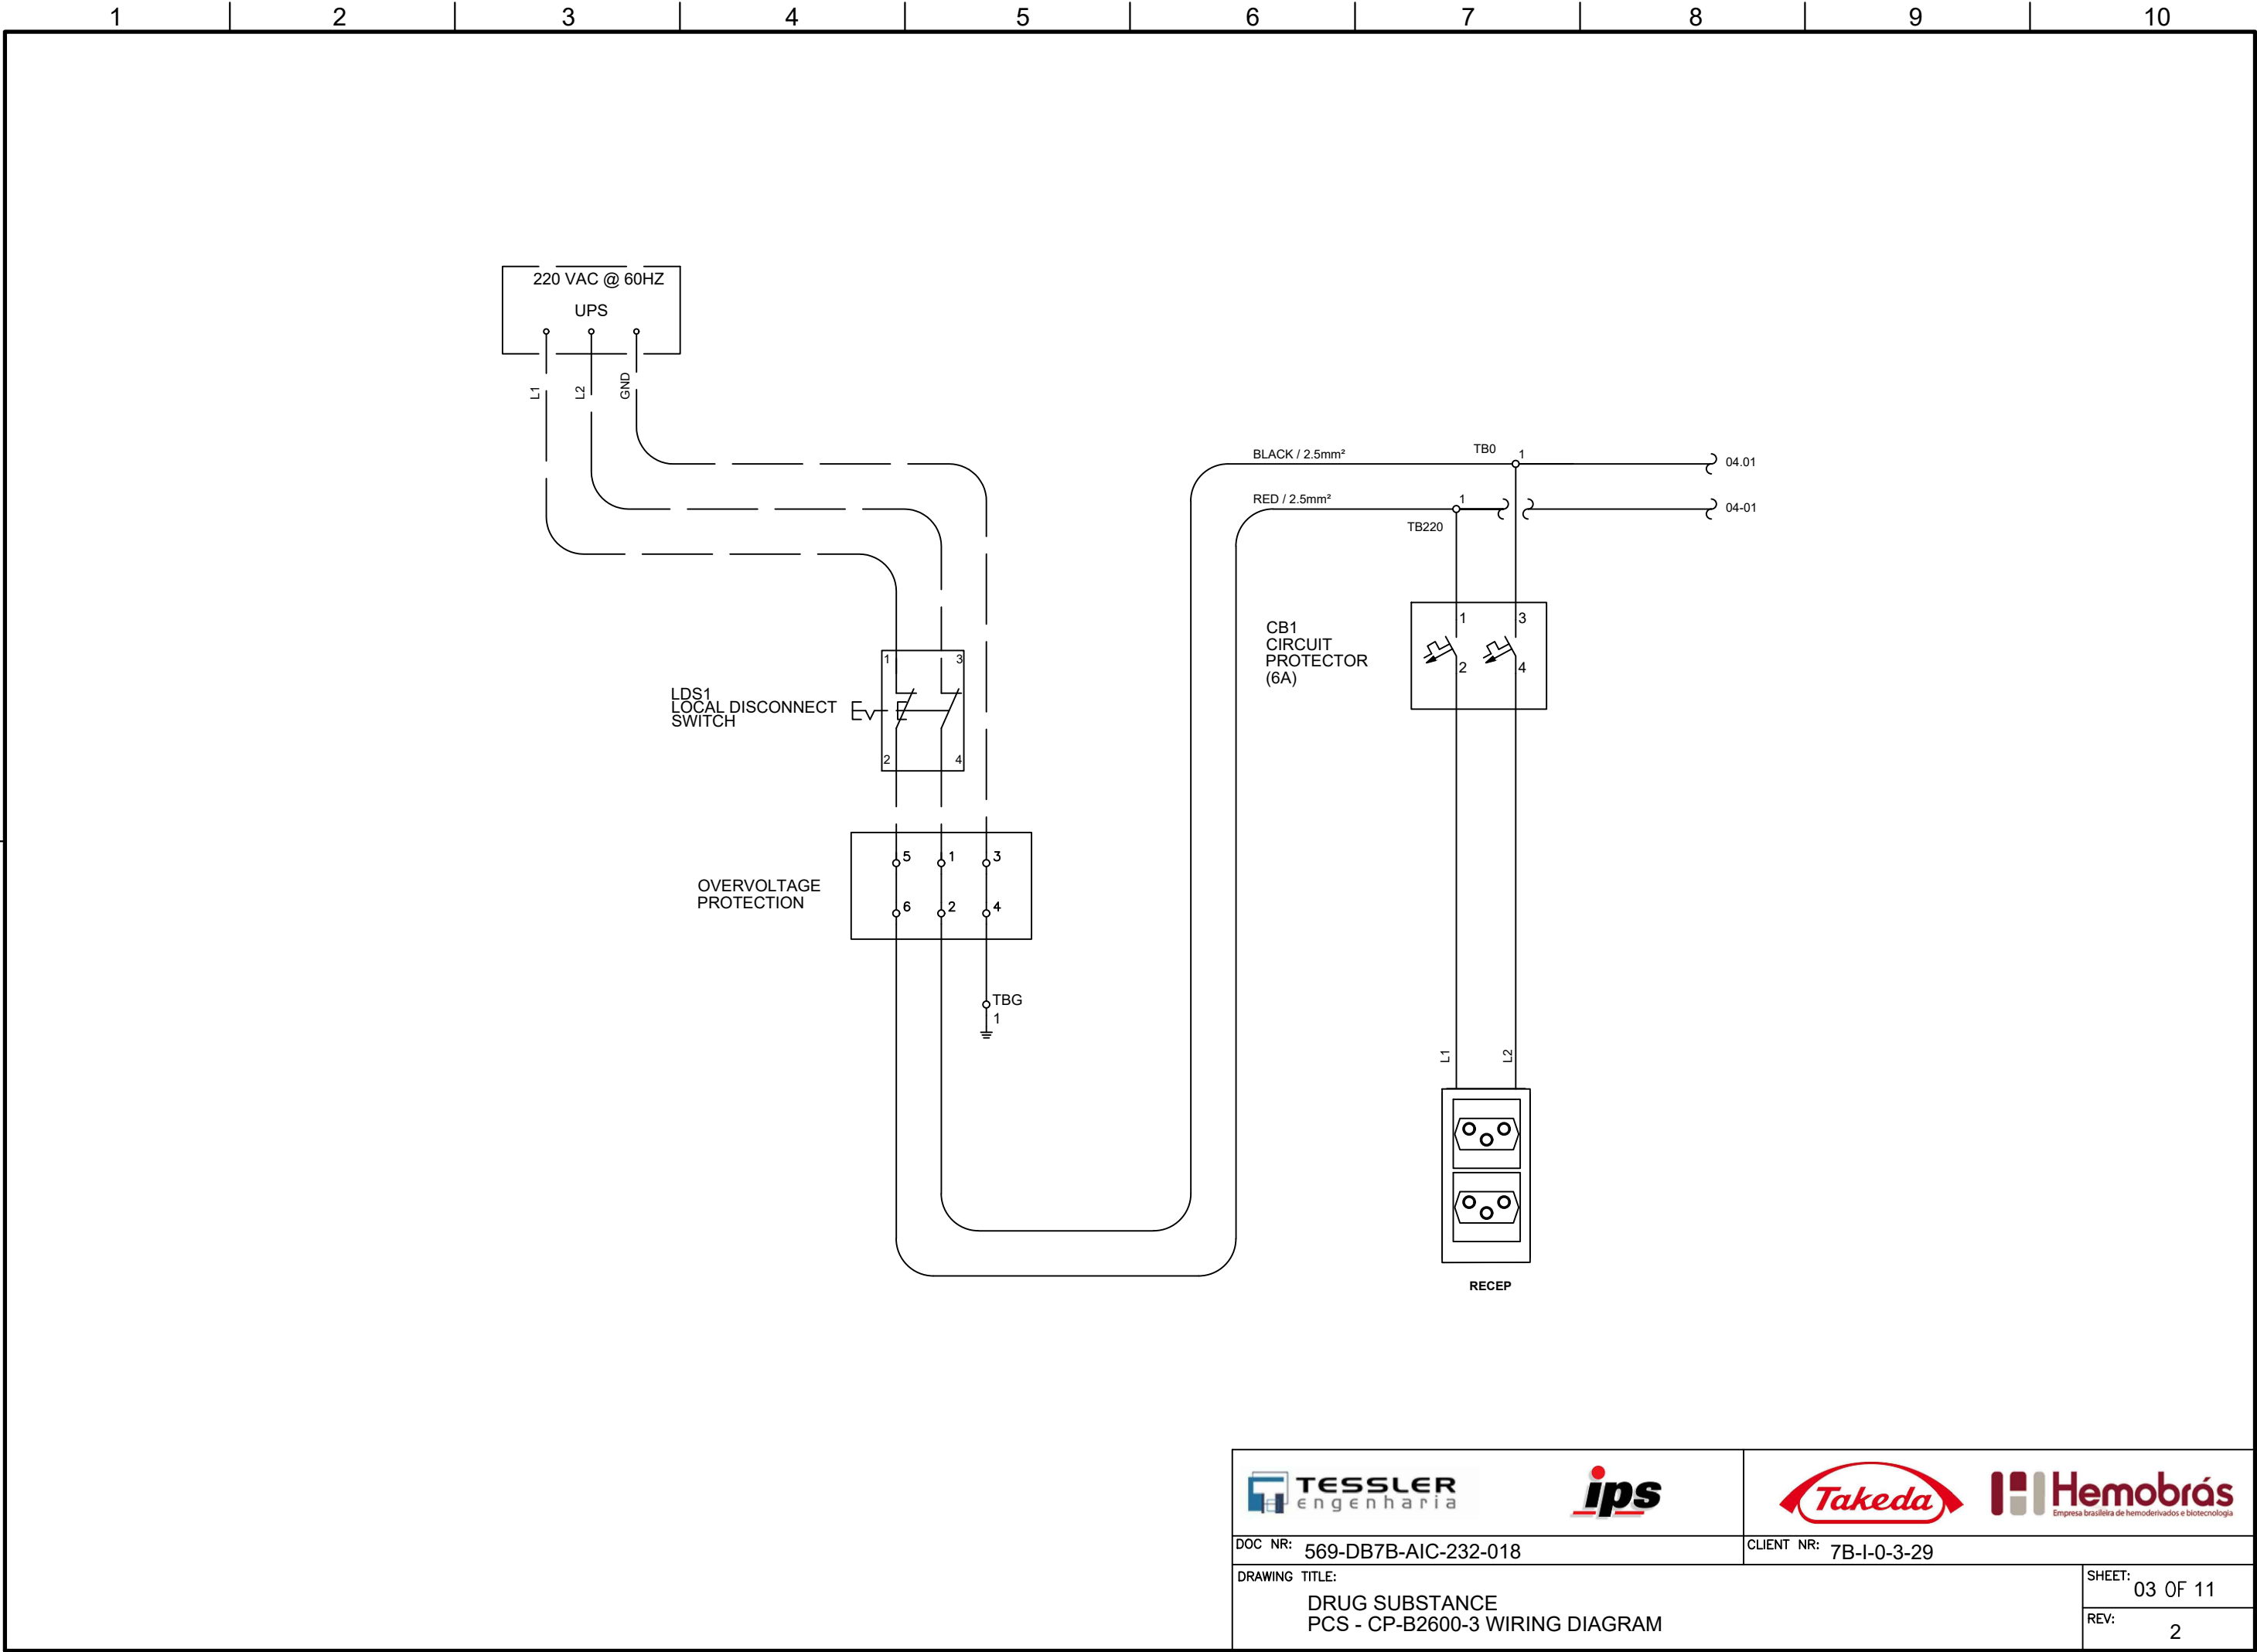 1 2 3 4 5 6 7 8 9 10
220 VAC @ 60HZ
UPS
L1
L2
GND
BLACK / 2.5mm²
TB0
1
04.01
RED / 2.5mm²
1
04-01
TB220
CB1
CIRCUIT
PROTECTOR
(6A)
1
3
2
4
LDS1
LOCAL DISCONNECT
SWITCH
1
3
2
4
OVERVOLTAGE
PROTECTION
5
1
3
6
2
4
TBG
1
L1
L2
RECEP
TESSLER
engenharia
ips
Takeda
Hemobrás
Empresa brasileira de hemoderivados e biotecnologia
DOC NR: 569-DB7B-AIC-232-018
CLIENT NR: 7B-I-0-3-29
DRAWING TITLE:
DRUG SUBSTANCE
PCS - CP-B2600-3 WIRING DIAGRAM
SHEET: 03 OF 11
REV: 2